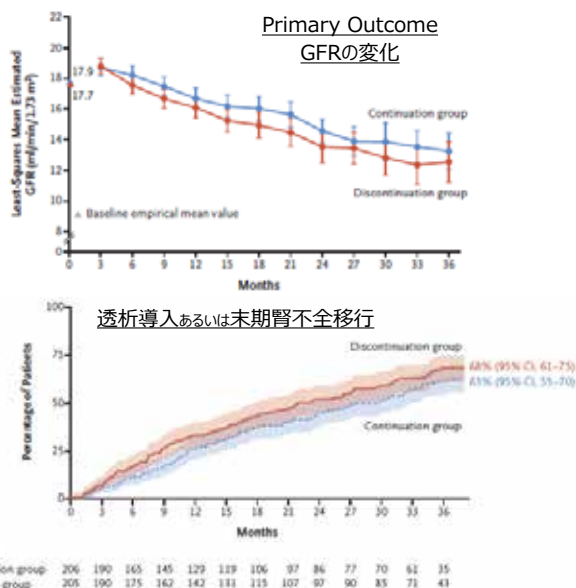 Primary Outcome
GFRの変化
Least-Squares Mean Estimated
GFR (ml/min/1.73 m²)
22
20
18
16
14
12
10
8
0
17.9
17.7
Continuation group
Discontinuation group
Baseline empirical mean value
0 3 6 9 12 15 18 21 24 27 30 33 36
Months
透析導入あるいは末期腎不全移行
Percentage of Patients
100
75
50
25
0
Discontinuation group
68% (95% CI, 61–75)
(95% CI, 55–70)
Continuation group
0 3 6 9 12 15 18 21 24 27 30 33 36
Months
on group 206 190 165 145 129 119 106 97 86 77 70 61 35
group 205 190 175 162 142 131 115 107 97 90 85 71 43